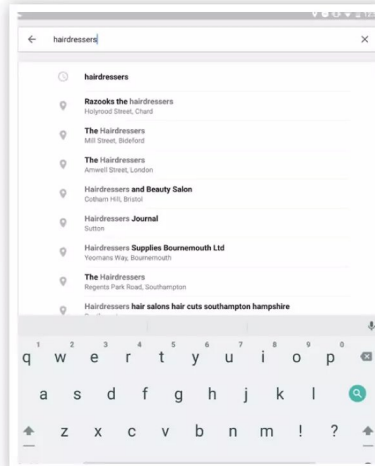 hairdressers
hairdressers
Razooks the hairdressers
Holyrood Street, Chard
The Hairdressers
Mill Street, Bideford
The Hairdressers
Amwell Street, London
Hairdressers and Beauty Salon
Cotham Hill, Bristol
Hairdressers Journal
Sutton
Hairdressers Supplies Bournemouth Ltd
Yeomans Way, Bournemouth
The Hairdressers
Regents Park Road, Southampton
Hairdressers hair salons hair cuts southampton hampshire
1 2 3 4 5 6 7 8 9 0
q w e r t y u i o p
a s d f g h j k l
z x c v b n m ! ?